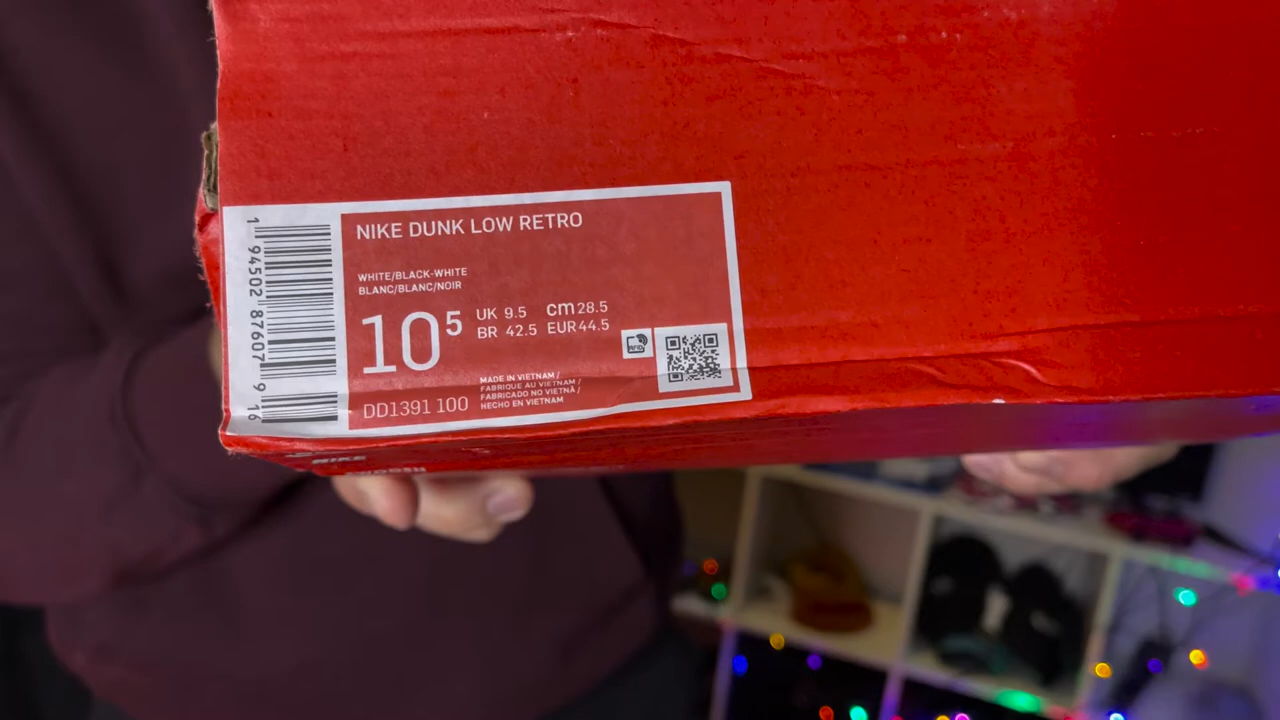 NIKE DUNK LOW RETRO
WHITE/BLACK-WHITE
BLANC/BLANC/NOIR
10⁵
UK 9.5 cm 28.5
BR 42.5 EUR 44.5
RFID
MADE IN VIETNAM /
FABRIQUE AU VIETNAM /
FABRICADO NO VIETNÃ /
HECHO EN VIETNAM
DD1391 100
1 94502 87607 9 16
NIKE